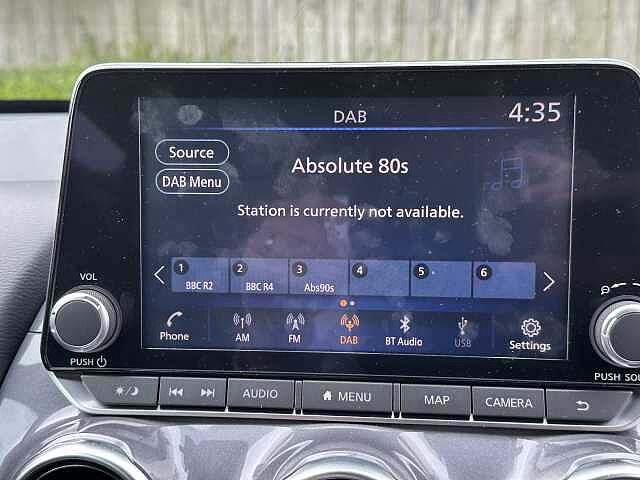 DAB
4:35
Source
Absolute 80s
DAB Menu
Station is currently not available.
1 2 3 4 5 6
BBC R2 BBC R4 Abs90s
VOL
Phone AM FM DAB BT Audio USB Settings
PUSH
PUSH SOU
AUDIO MENU MAP CAMERA